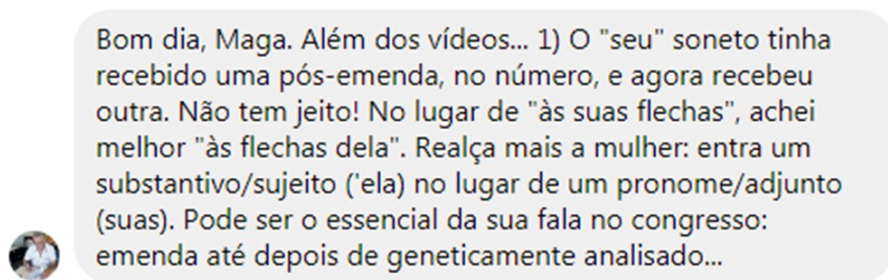 Bom dia, Maga. Além dos vídeos... 1) O "seu" soneto tinha
recebido uma pós-emenda, no número, e agora recebeu
outra. Não tem jeito! No lugar de "às suas flechas", achei
melhor "às flechas dela". Realça mais a mulher: entra um
substantivo/sujeito ('ela) no lugar de um pronome/adjunto
(suas). Pode ser o essencial da sua fala no congresso:
emenda até depois de geneticamente analisado...